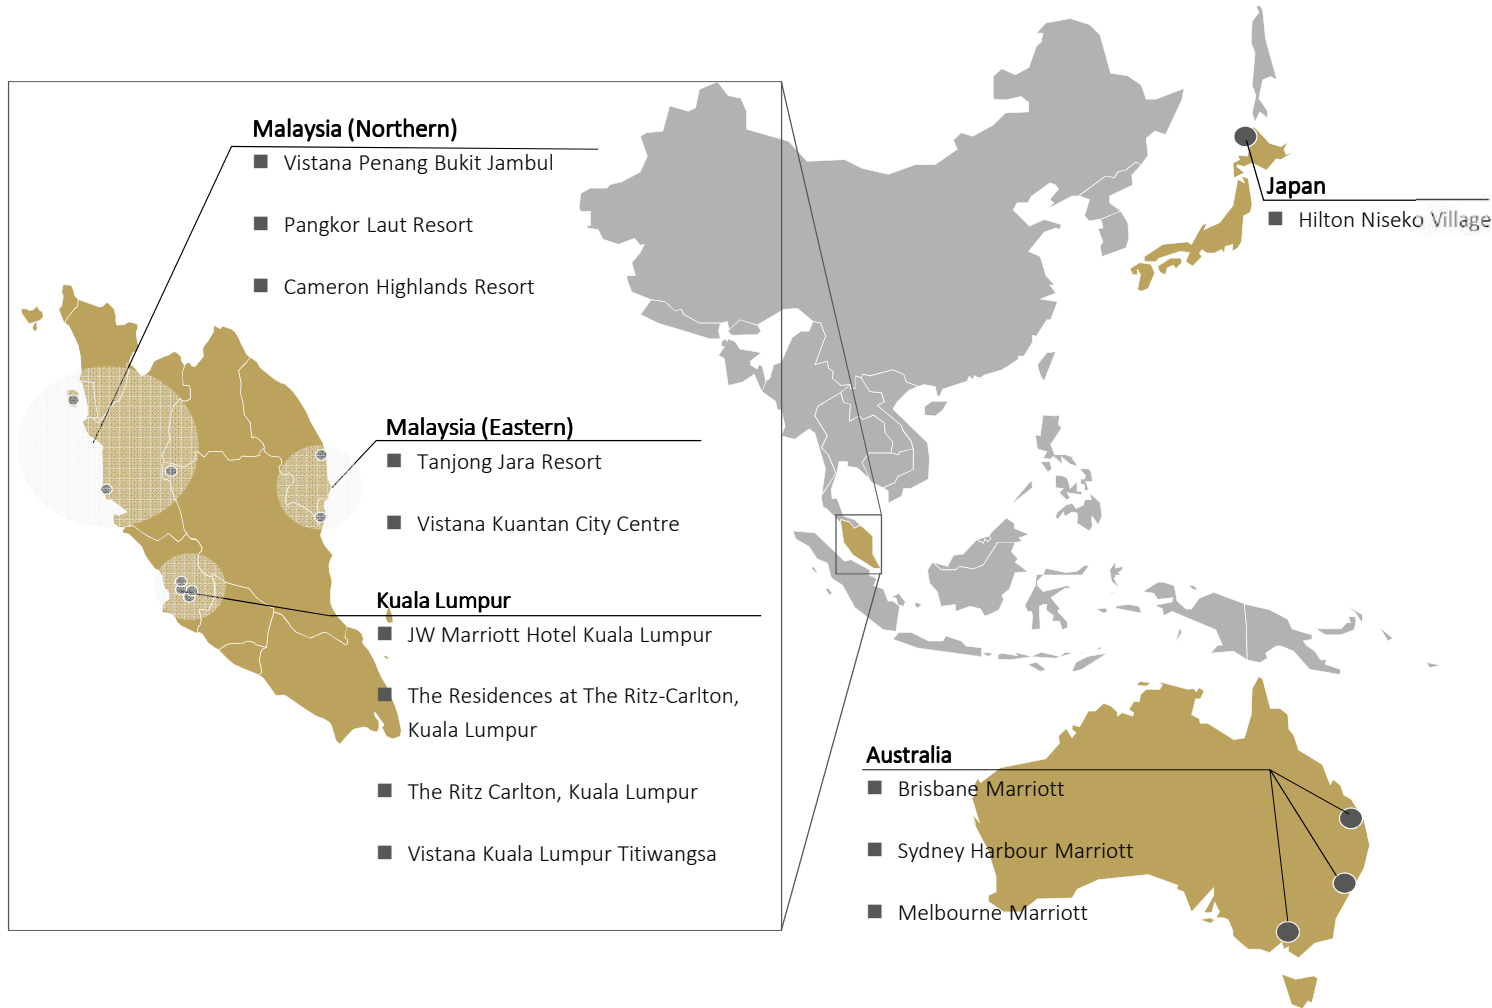 Malaysia (Northern)
Vistana Penang Bukit Jambul
Pangkor Laut Resort
Cameron Highlands Resort
Malaysia (Eastern)
Tanjong Jara Resort
Vistana Kuantan City Centre
Kuala Lumpur
JW Marriott Hotel Kuala Lumpur
The Residences at The Ritz-Carlton,
Kuala Lumpur
The Ritz Carlton, Kuala Lumpur
Vistana Kuala Lumpur Titiwangsa
Japan
Hilton Niseko Village
Australia
Brisbane Marriott
Sydney Harbour Marriott
Melbourne Marriott